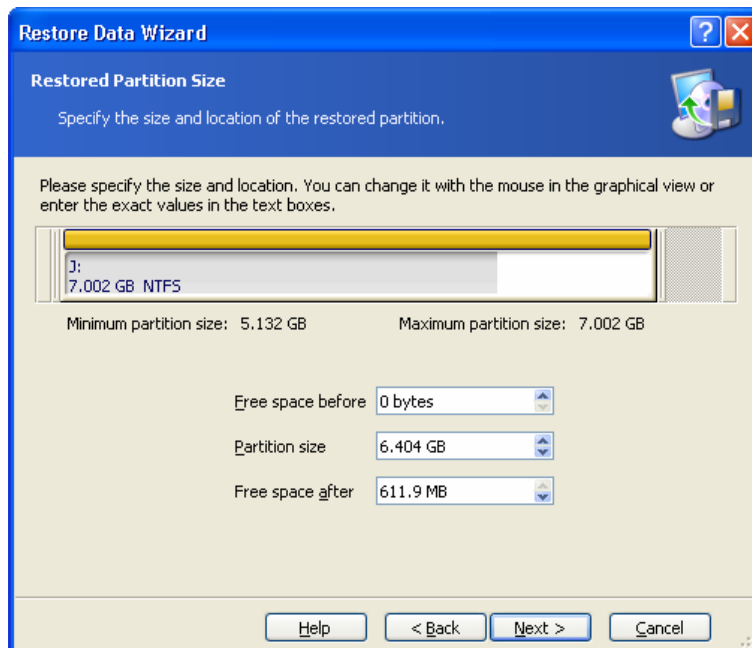 Restore Data Wizard
Restored Partition Size
Specify the size and location of the restored partition.
Please specify the size and location. You can change it with the mouse in the graphical view or
enter the exact values in the text boxes.
J:
7.002 GB NTFS
Minimum partition size: 5.132 GB Maximum partition size: 7.002 GB
Free space before 0 bytes
Partition size 6.404 GB
Free space after 611.9 MB
Help < Back Next > Cancel